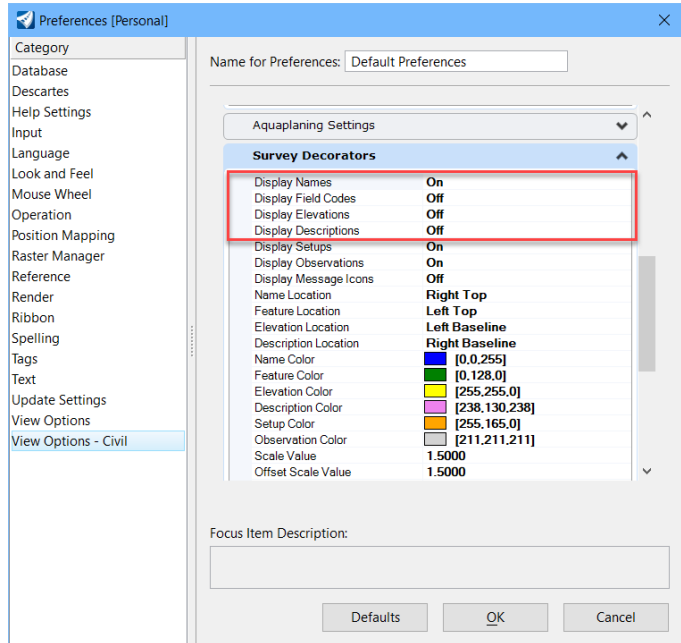 Preferences [Personal]
Category
Database
Descartes
Help Settings
Input
Language
Look and Feel
Mouse Wheel
Operation
Position Mapping
Raster Manager
Reference
Render
Ribbon
Spelling
Tags
Text
Update Settings
View Options
View Options - Civil
Name for Preferences: Default Preferences
Aquaplaning Settings
Survey Decorators
Display Names On
Display Field Codes Off
Display Elevations Off
Display Descriptions Off
Display Setups On
Display Observations On
Display Message Icons Off
Name Location Right Top
Feature Location Left Top
Elevation Location Left Baseline
Description Location Right Baseline
Name Color [0,0,255]
Feature Color [0,128,0]
Elevation Color [255,255,0]
Description Color [238,130,238]
Setup Color [255,165,0]
Observation Color [211,211,211]
Scale Value 1.5000
Offset Scale Value 1.5000
Focus Item Description:
Defaults OK Cancel